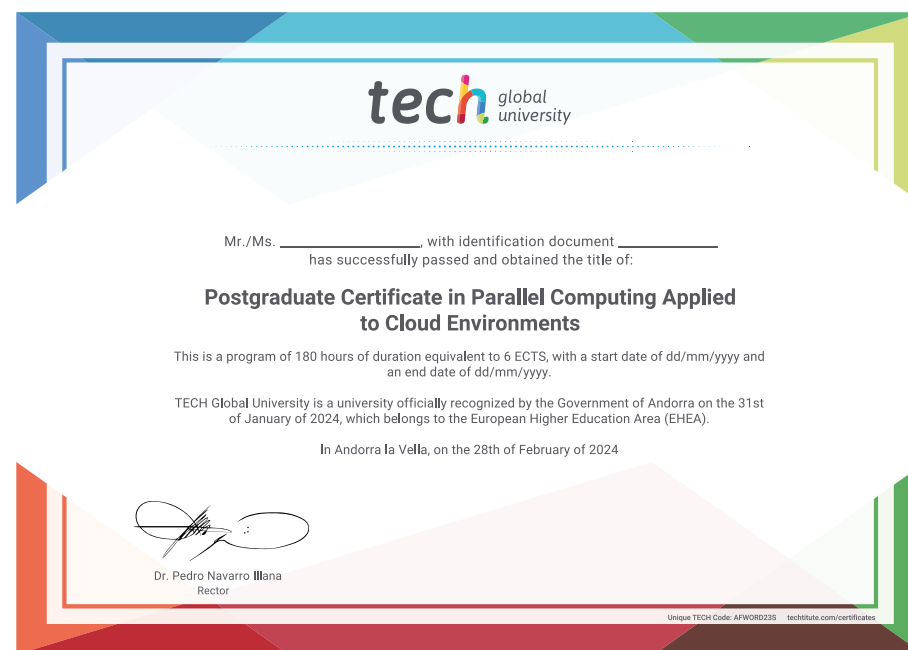 tech global university
Mr./Ms. ____________, with identification document ____________
has successfully passed and obtained the title of:
Postgraduate Certificate in Parallel Computing Applied
to Cloud Environments
This is a program of 180 hours of duration equivalent to 6 ECTS, with a start date of dd/mm/yyyy and
an end date of dd/mm/yyyy.
TECH Global University is a university officially recognized by the Government of Andorra on the 31st
of January of 2024, which belongs to the European Higher Education Area (EHEA).
In Andorra la Vella, on the 28th of February of 2024
Dr. Pedro Navarro Illana
Rector
Unique TECH Code: AFWORD23S techtitute.com/certificates